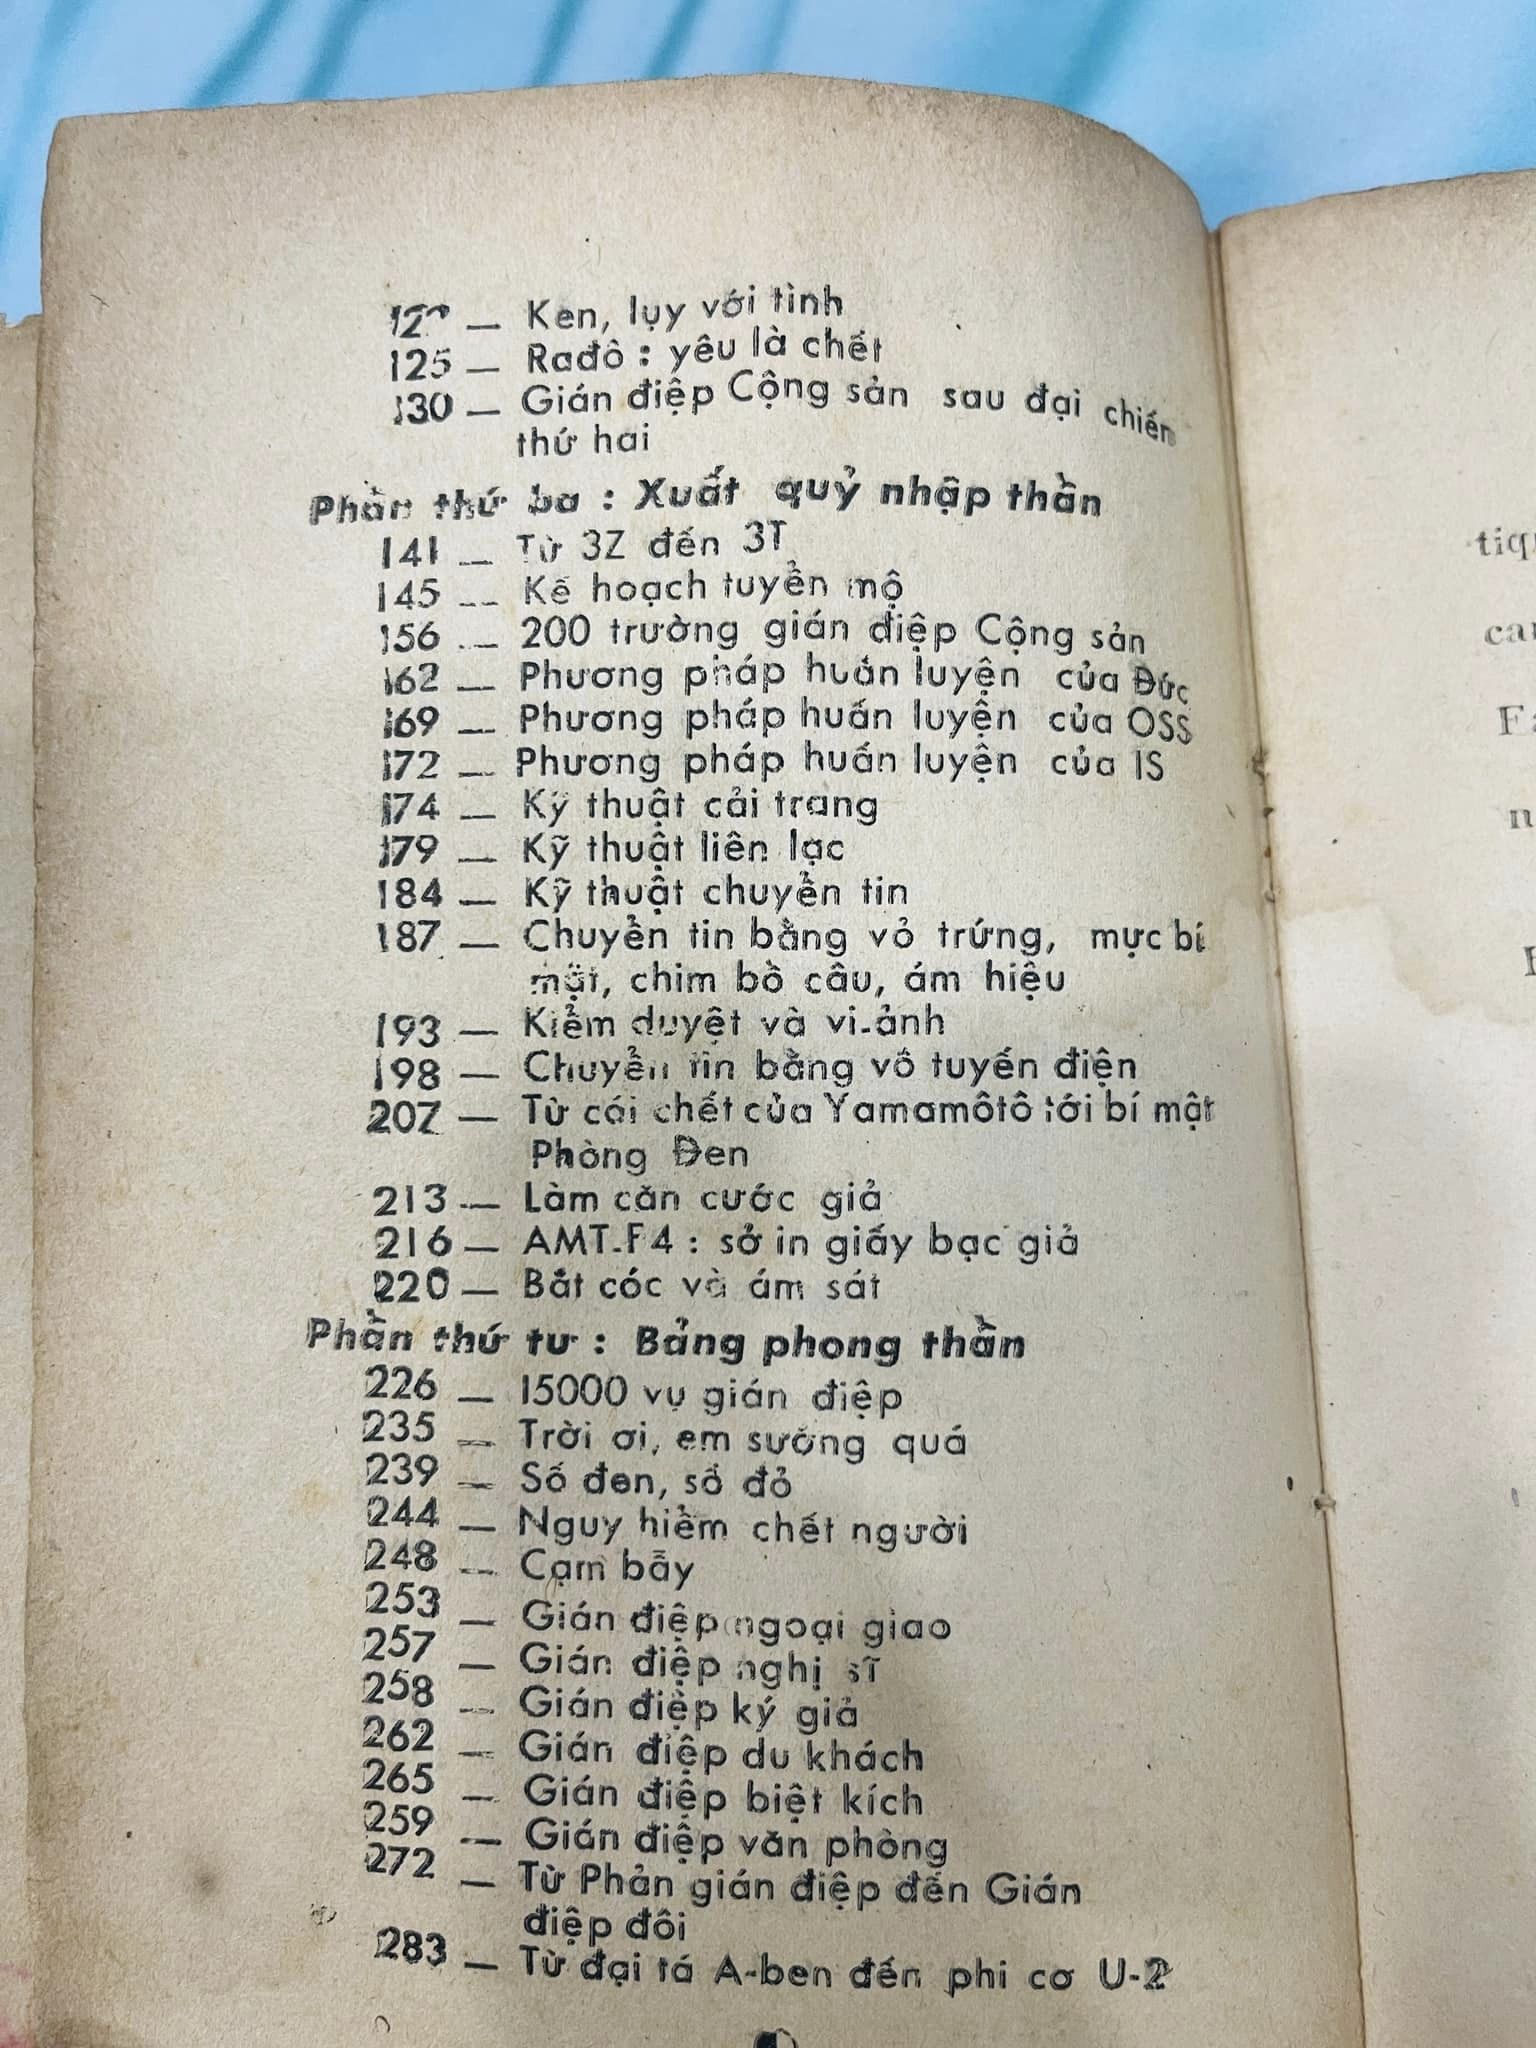 — Ken, lụy với tình
125 — Rađô : yêu là chết
130 — Gián điệp Cộng sản sau đại chiến
thứ hai
Phần thứ ba : Xuất quỷ nhập thần
141 — Từ 3Z đến 3T
145 — Kế hoạch tuyển mộ
156 — 200 trường gián điệp Cộng sản
162 — Phương pháp huấn luyện của Đức
169 — Phương pháp huấn luyện của OSS
172 — Phương pháp huấn luyện của IS
174 — Kỹ thuật cải trang
179 — Kỹ thuật liên lạc
184 — Kỹ thuật chuyển tin
187 — Chuyển tin bằng vỏ trứng, mực bí
mật, chim bồ câu, ám hiệu
193 — Kiểm duyệt và vi-ảnh
198 — Chuyển tin bằng vô tuyến điện
207 — Từ cái chết của Yamamôtô tới bí mật
Phòng Đen
213 — Làm căn cước giả
216 — AMT-F4 : sở in giấy bạc giả
220 — Bắt cóc và ám sát
Phần thứ tư : Bảng phong thần
226 — 15000 vụ gián điệp
235 — Trời ơi, em sướng quá
239 — Số đen, số đỏ
244 — Nguy hiểm chết người
248 — Cạm bẫy
253 — Gián điệp ngoại giao
257 — Gián điệp nghị sĩ
258 — Gián điệp ký giả
262 — Gián điệp du khách
265 — Gián điệp biệt kích
259 — Gián điệp văn phòng
272 — Từ Phản gián điệp đến Gián
điệp đôi
283 — Từ đại tá A-ben đến phi cơ U-2